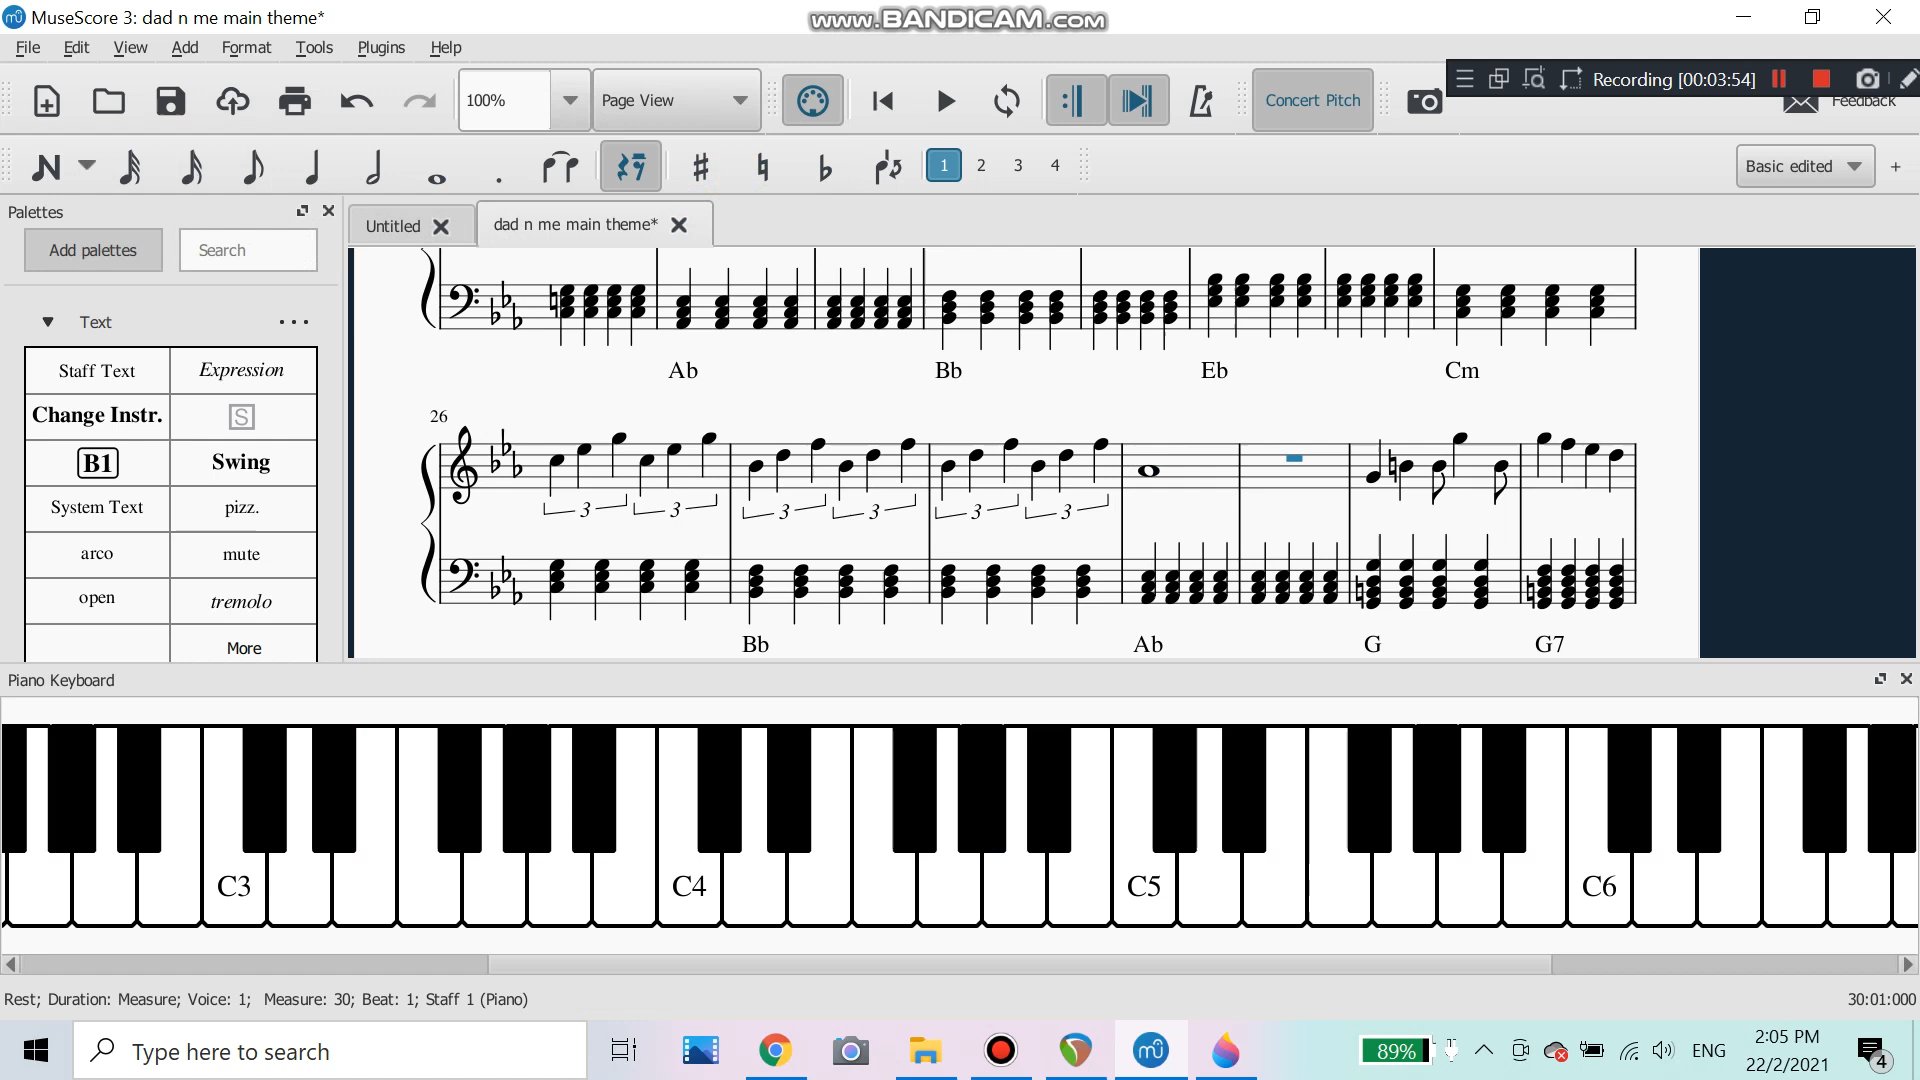 MuseScore 3: dad n me main theme*
www.BANDICAM.com
File Edit View Add Format Tools Plugins Help
100%
Page View
Concert Pitch
Recording [00:03:54]
Feedback
1 2 3 4
Basic edited
+
Palettes
Add palettes
Search
Untitled
dad n me main theme*
Text
Staff Text
Expression
Change Instr.
S
B1
Swing
System Text
pizz.
arco
mute
open
tremolo
More
Ab Bb Eb Cm
26
3 3 3 3 3 3
Bb Ab G G7
Piano Keyboard
C3 C4 C5 C6
Rest; Duration: Measure; Voice: 1; Measure: 30; Beat: 1; Staff 1 (Piano)
30:01:000
Type here to search
89%
ENG
2:05 PM
22/2/2021
4